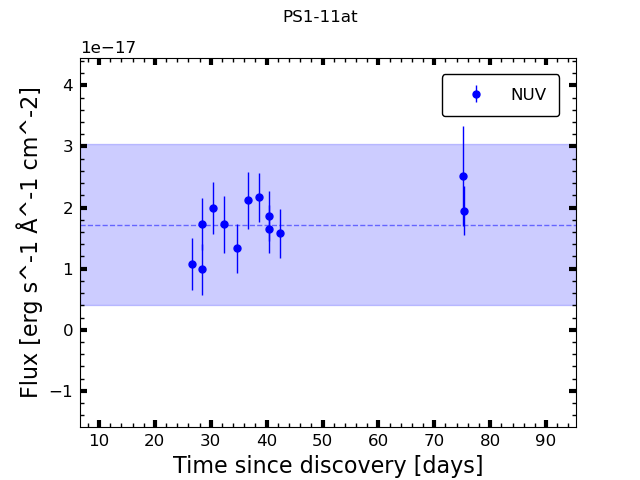 PS1-11at
1e−17
NUV
4
3
2
1
0
−1
Flux [erg s^-1 Å^-1 cm^-2]
10 20 30 40 50 60 70 80 90
Time since discovery [days]